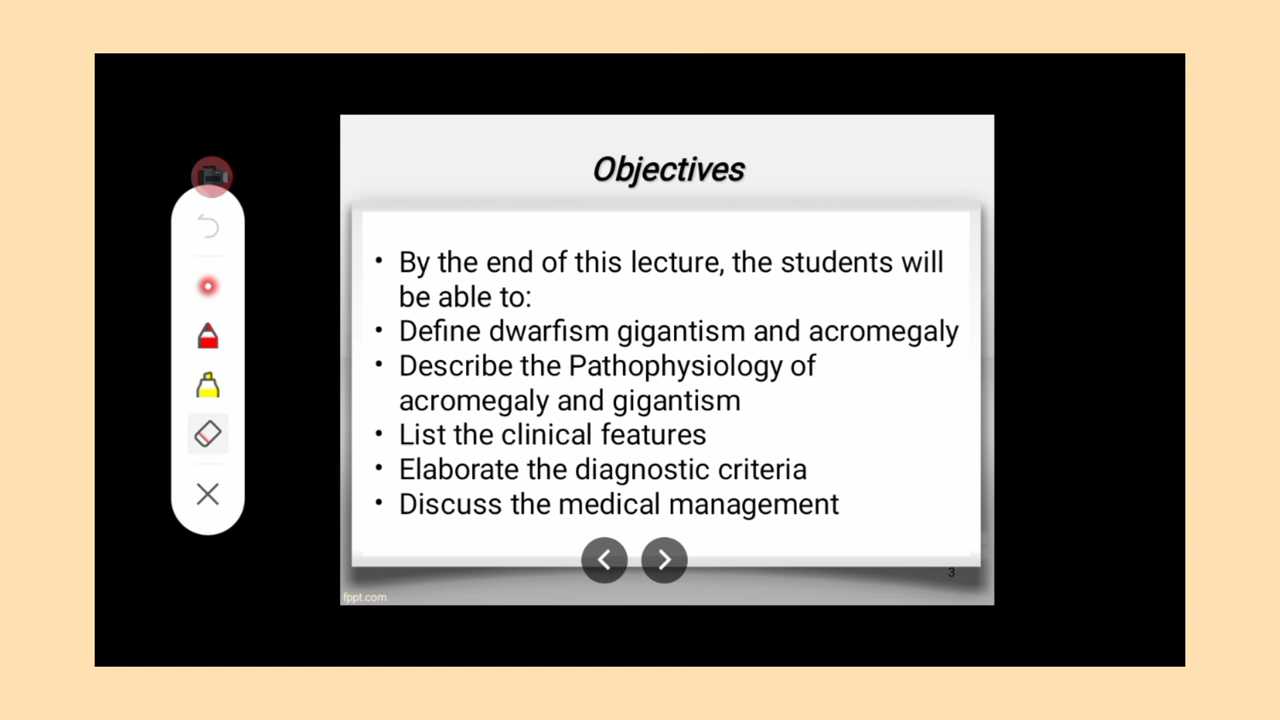 Objectives
• By the end of this lecture, the students will
be able to:
• Define dwarfism gigantism and acromegaly
• Describe the Pathophysiology of
acromegaly and gigantism
• List the clinical features
• Elaborate the diagnostic criteria
• Discuss the medical management
3
fppt.com